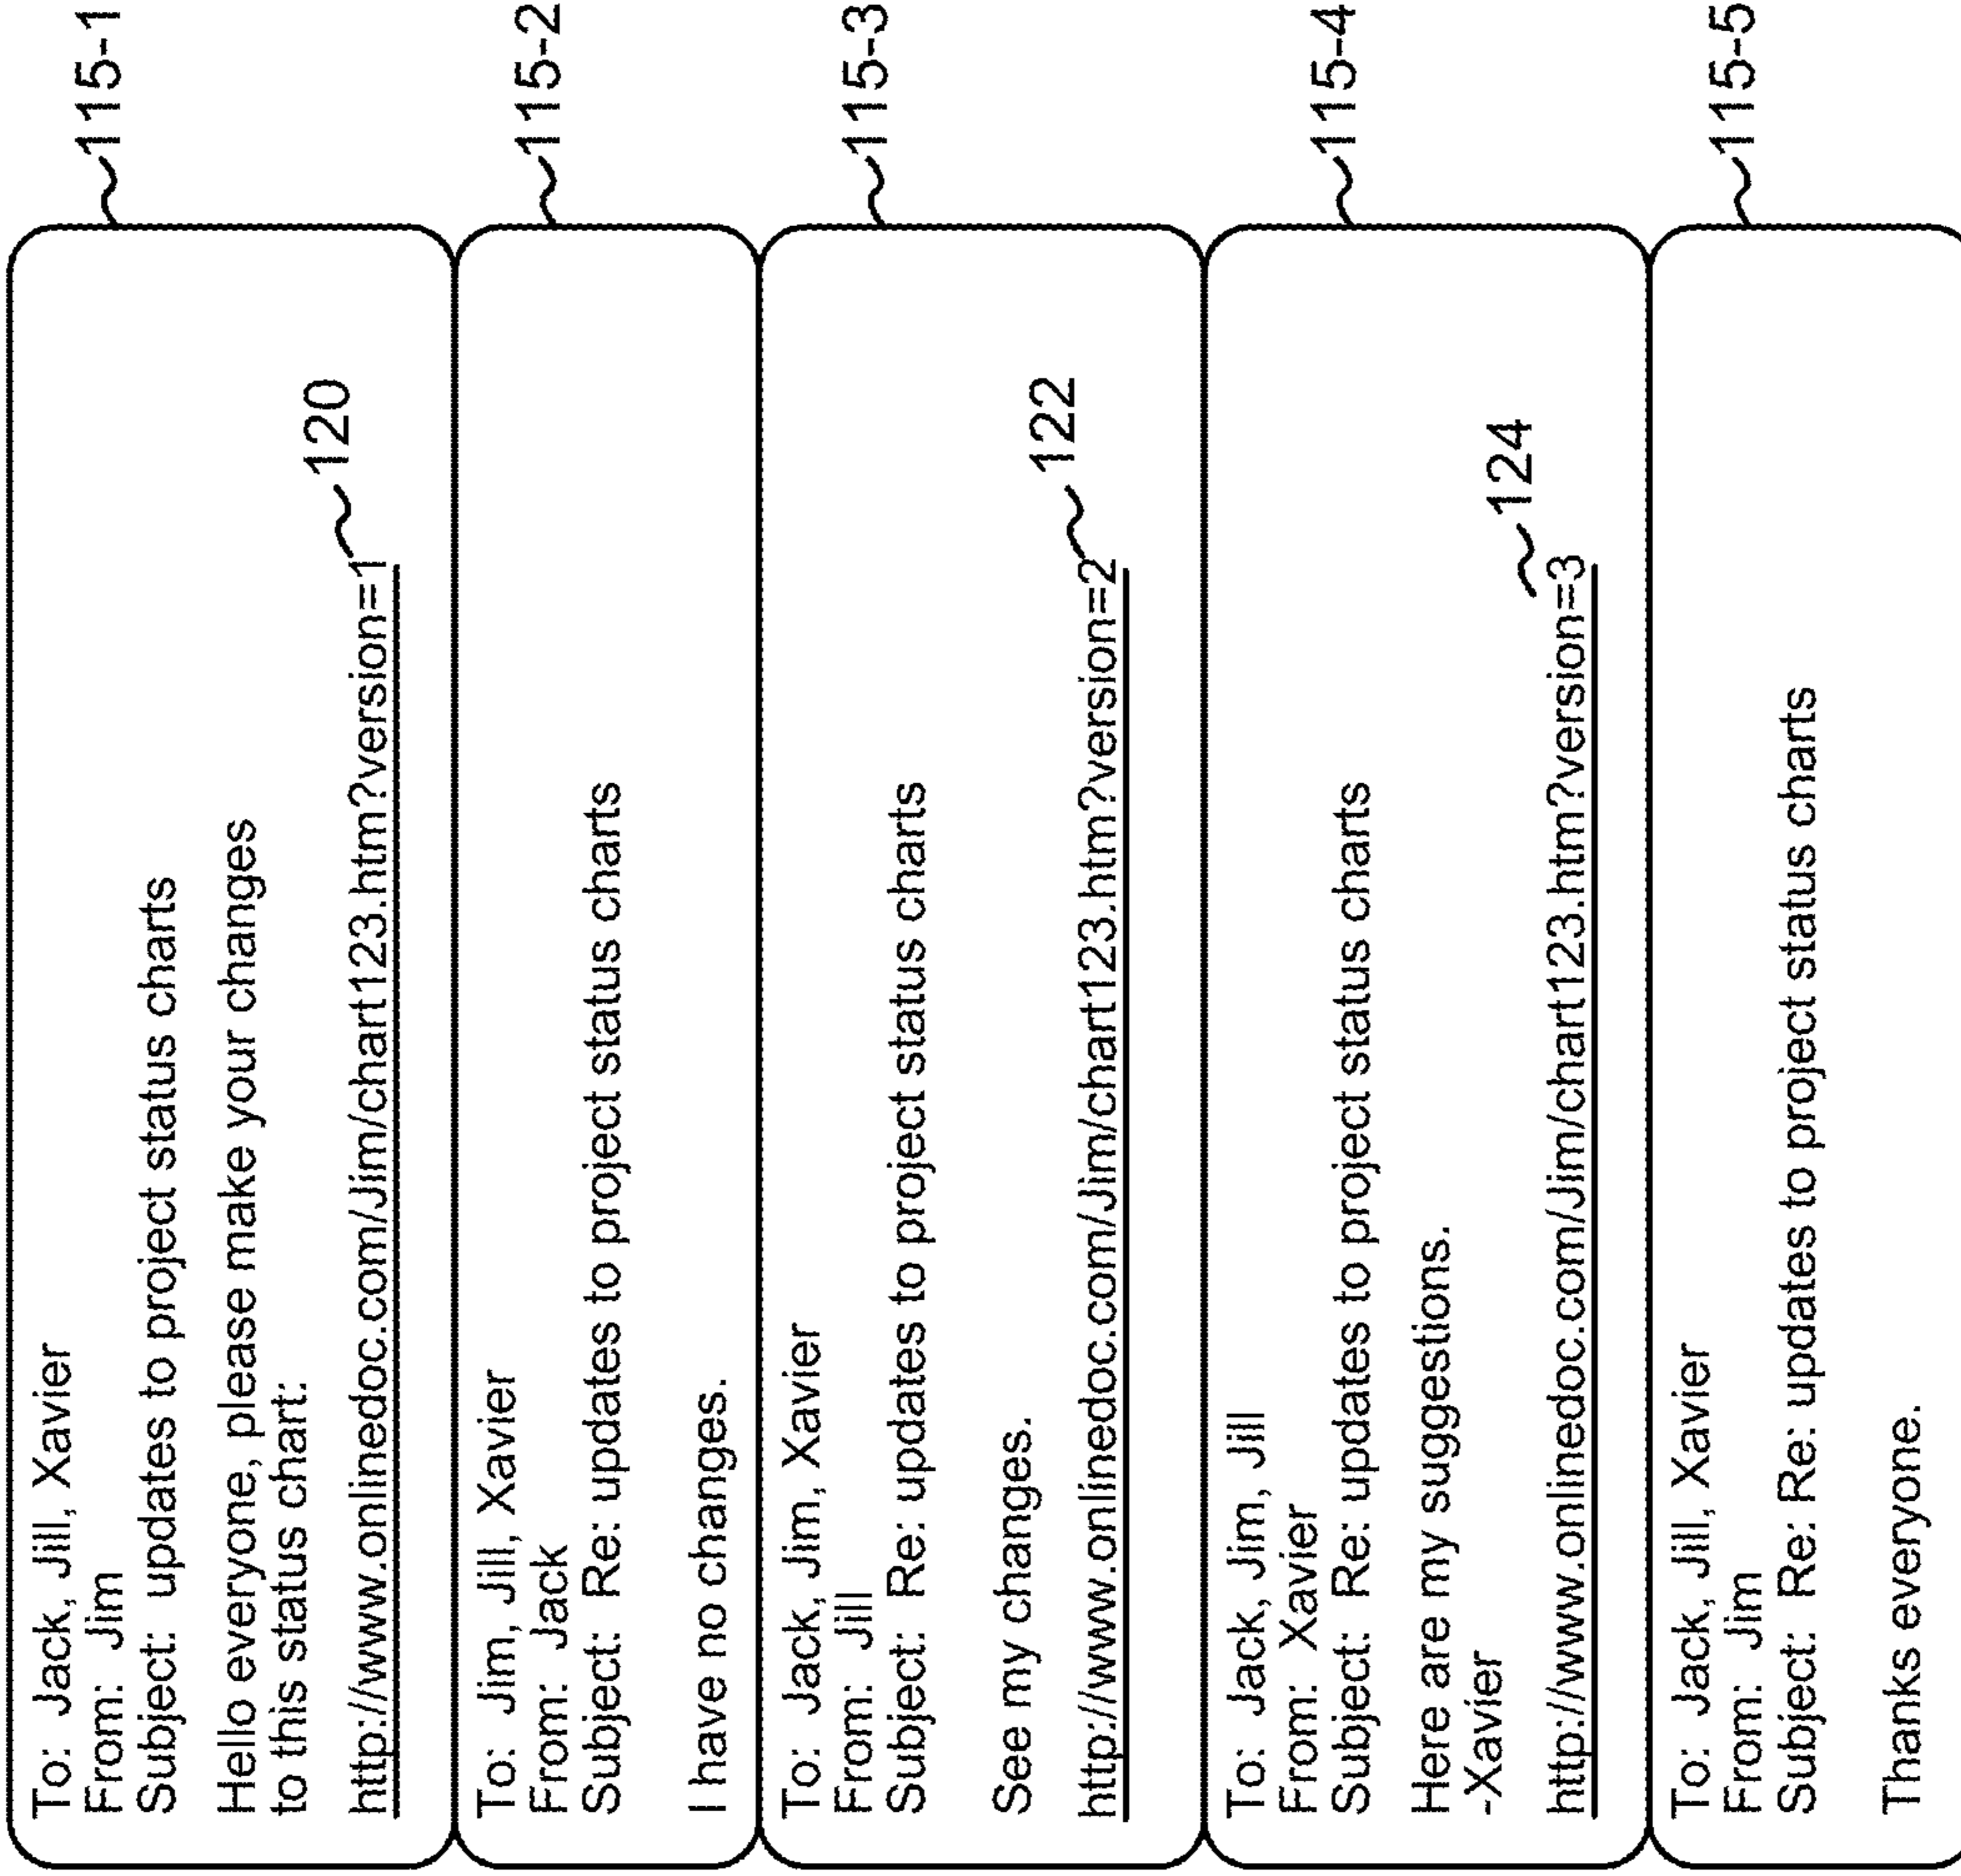 To:  Jack, Jill, Xavier
From:  Jim
Subject:  updates to project status charts
Hello everyone, please make your changes
to this status chart:
http://www.onlinedoc.com/Jim/chart123.htm?version=1
120
115-1
To:  Jim, Jill, Xavier
From:  Jack
Subject:  Re: updates to project status charts
I have no changes.
115-2
To:  Jack, Jim, Xavier
From:  Jill
Subject:  Re: updates to project status charts
See my changes.
http://www.onlinedoc.com/Jim/chart123.htm?version=2
122
115-3
To:  Jack, Jim, Jill
From:  Xavier
Subject:  Re: updates to project status charts
Here are my suggestions.
-Xavier
http://www.onlinedoc.com/Jim/chart123.htm?version=3
124
115-4
To:  Jack, Jill, Xavier
From:  Jim
Subject:  Re: Re: updates to project status charts
Thanks everyone.
115-5